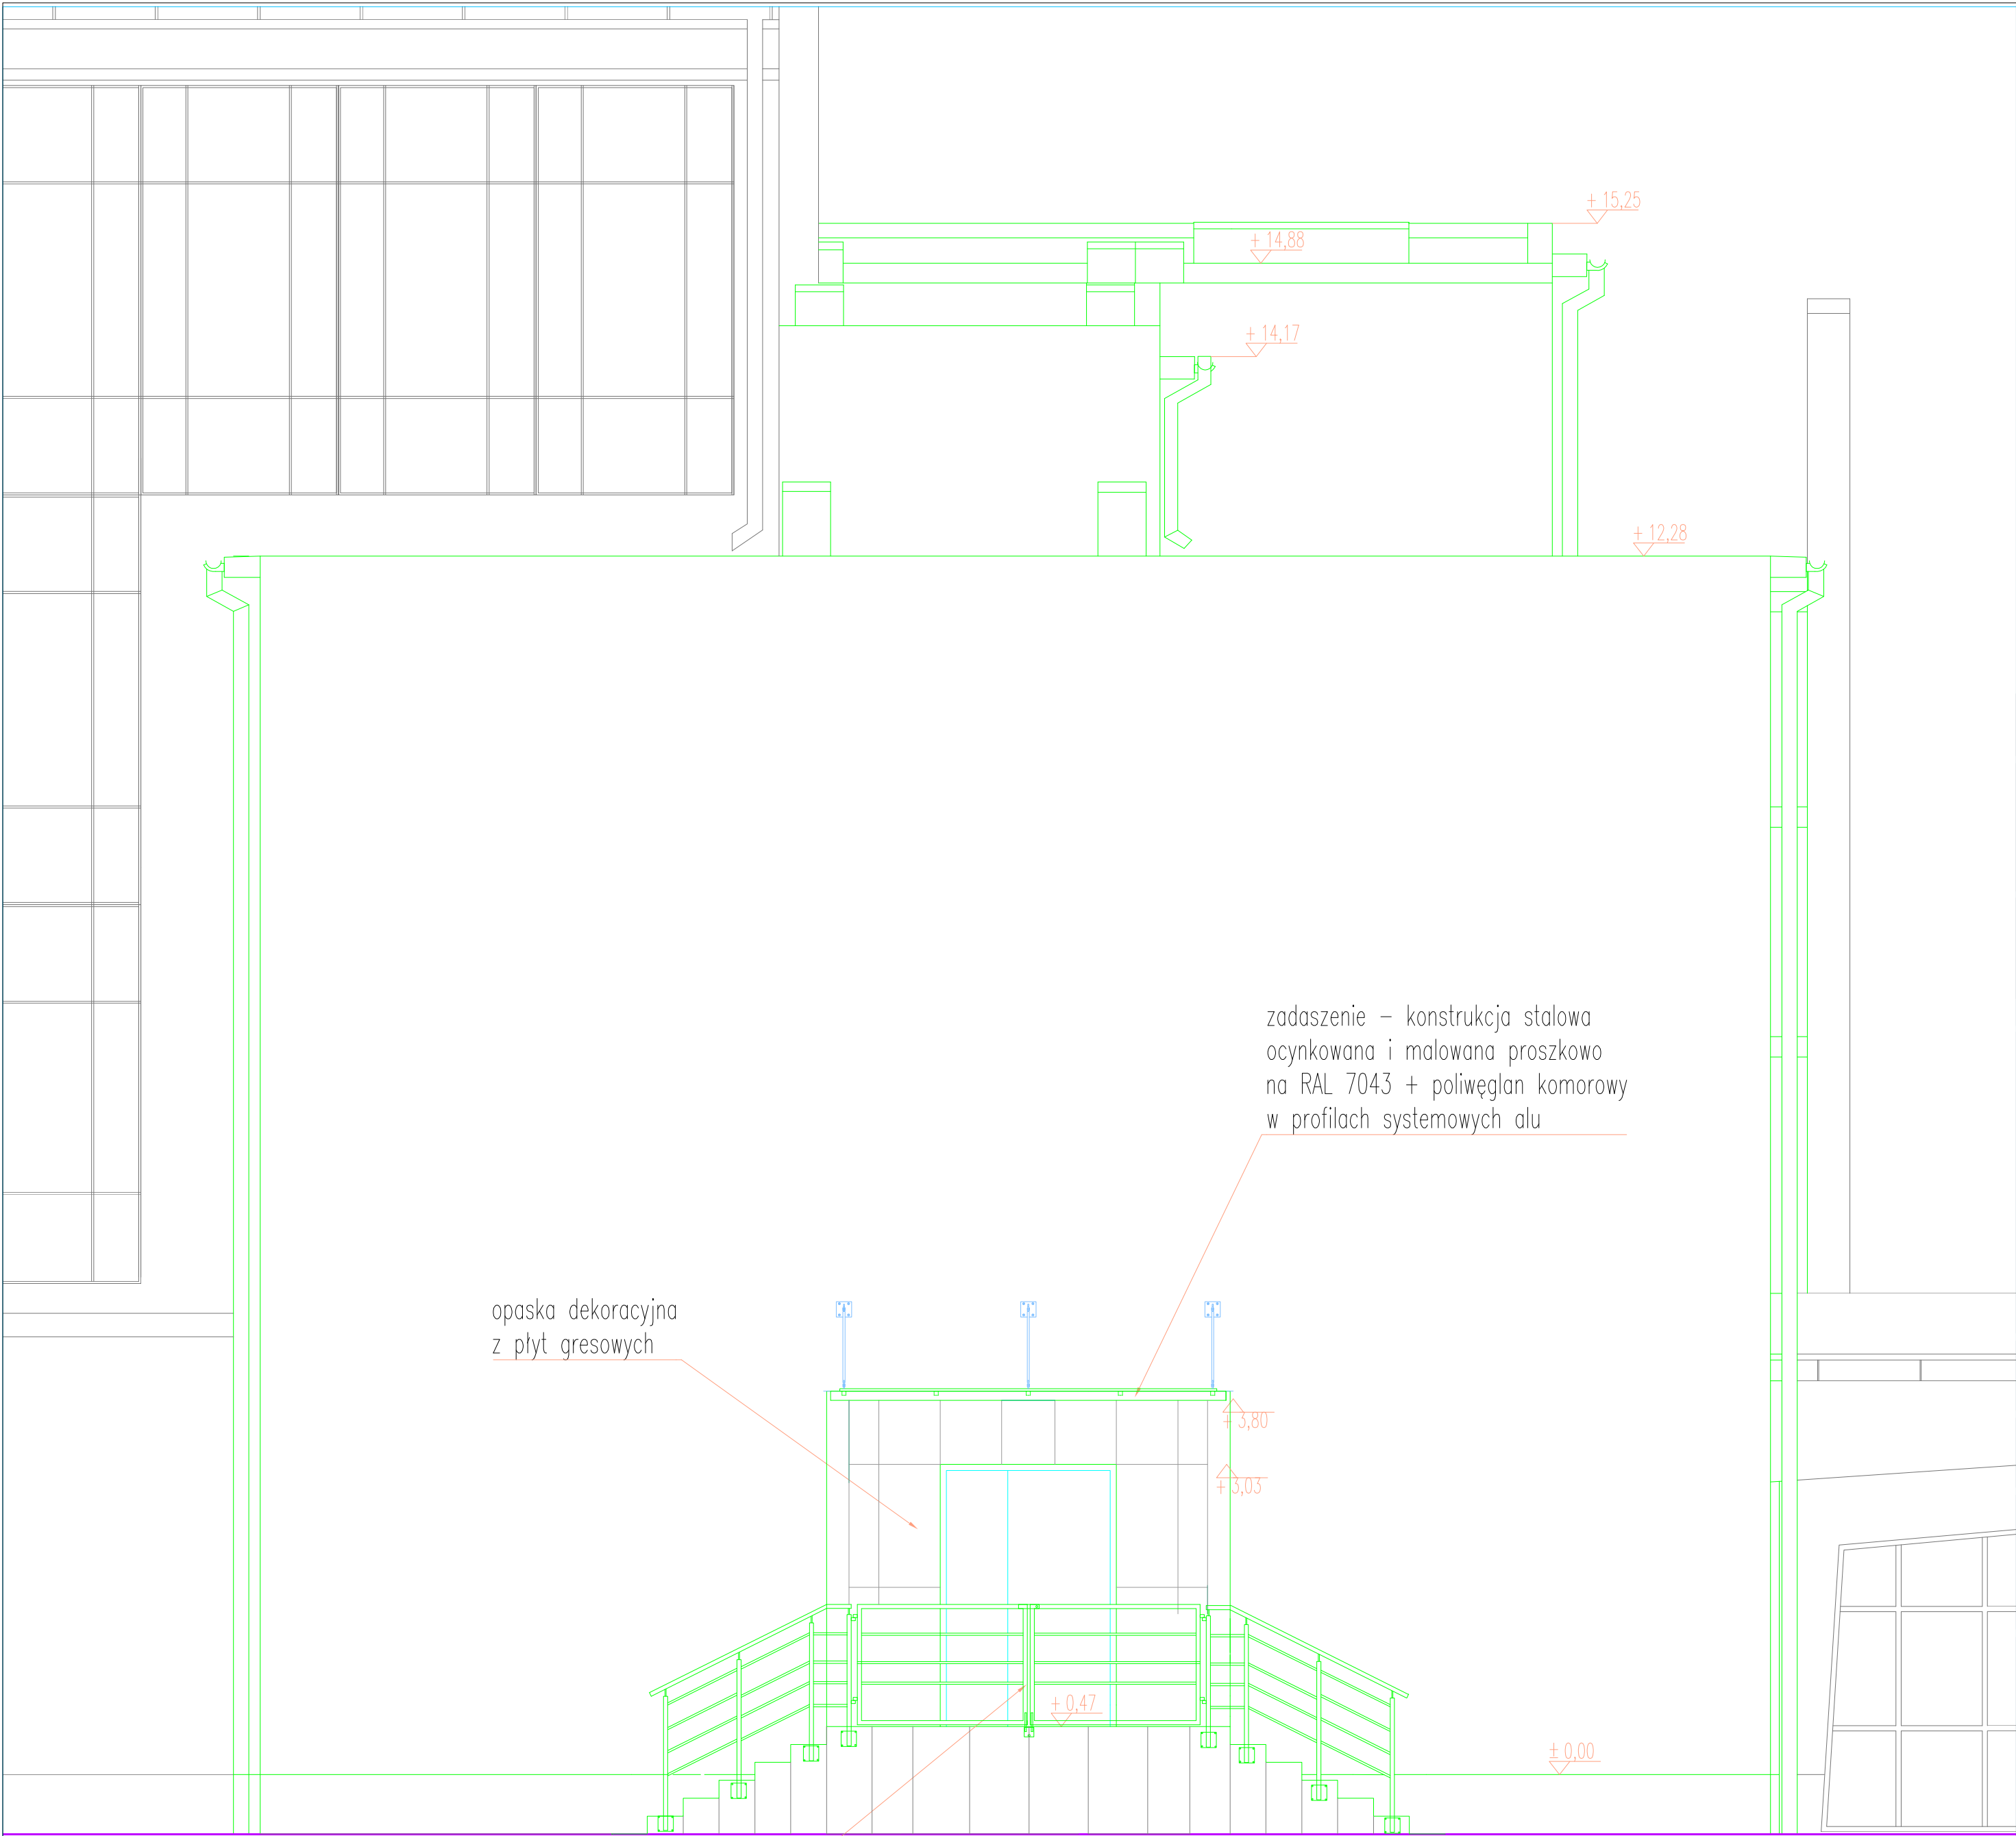 + 15,25
+ 14,88
+ 14,17
+ 12,28
zadaszenie – konstrukcja stalowa
ocynkowana i malowana proszkowo
na RAL 7043 + poliwęglan komorowy
w profilach systemowych alu
opaska dekoracyjna
z płyt gresowych
+ 3,80
+ 3,03
+ 0,47
± 0,00